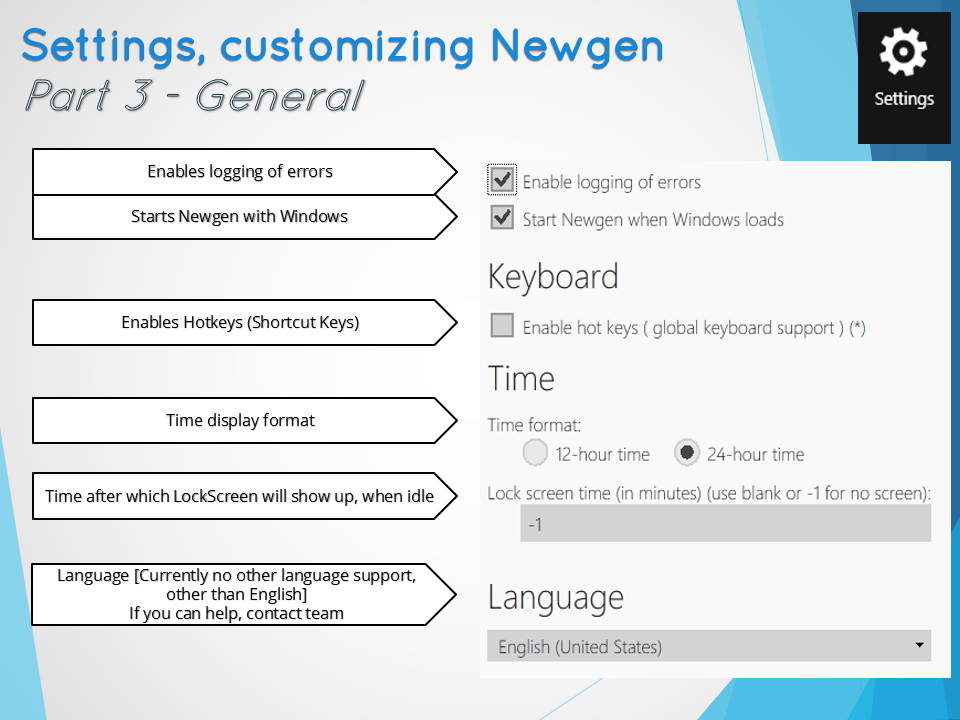 Settings, customizing Newgen
Part 3 - General
Settings
Enables logging of errors
Starts Newgen with Windows
Enables Hotkeys (Shortcut Keys)
Time display format
Time after which LockScreen will show up, when idle
Language [Currently no other language support,
other than English]
If you can help, contact team
Enable logging of errors
Start Newgen when Windows loads
Keyboard
Enable hot keys ( global keyboard support ) (*)
Time
Time format:
12-hour time
24-hour time
Lock screen time (in minutes) (use blank or -1 for no screen):
-1
Language
English (United States)